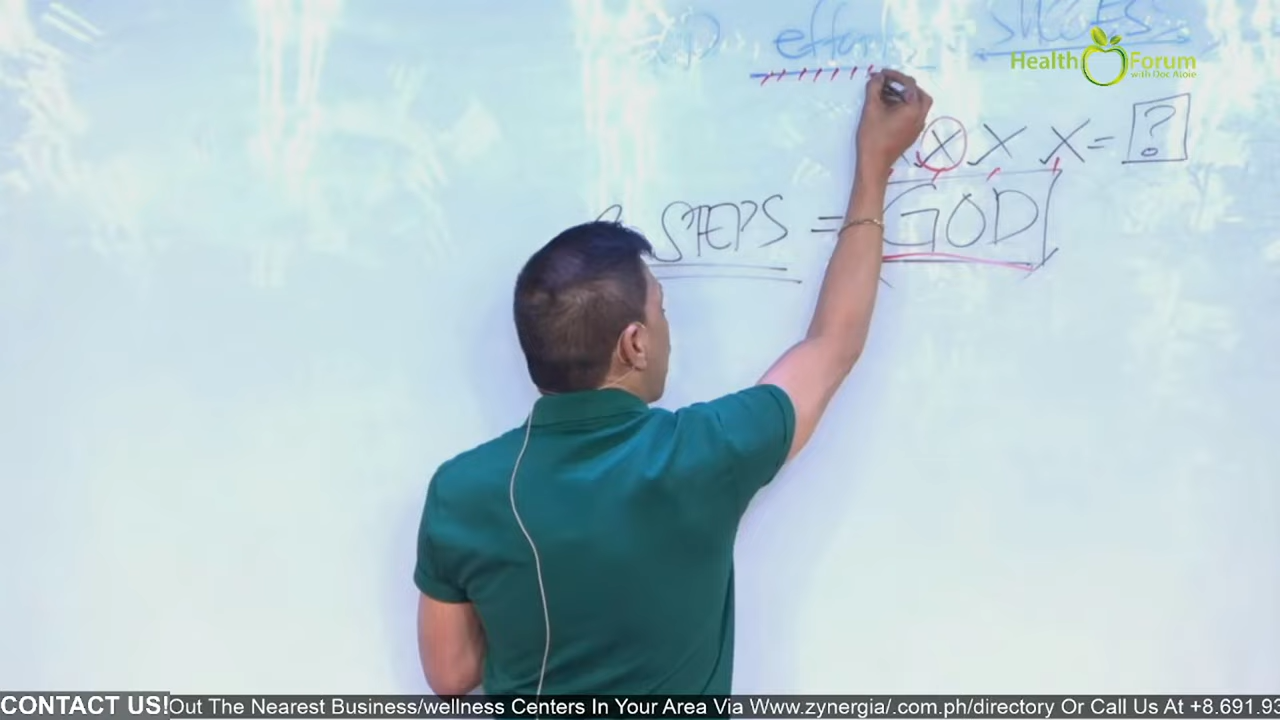 effort SUCCESS
Health Forum
with Doc Atoie
X X X = ?
STEPS = GOD
CONTACT US! Out The Nearest Business/wellness Centers In Your Area Via Www.zynergia/.com.ph/directory Or Call Us At +8.691.93